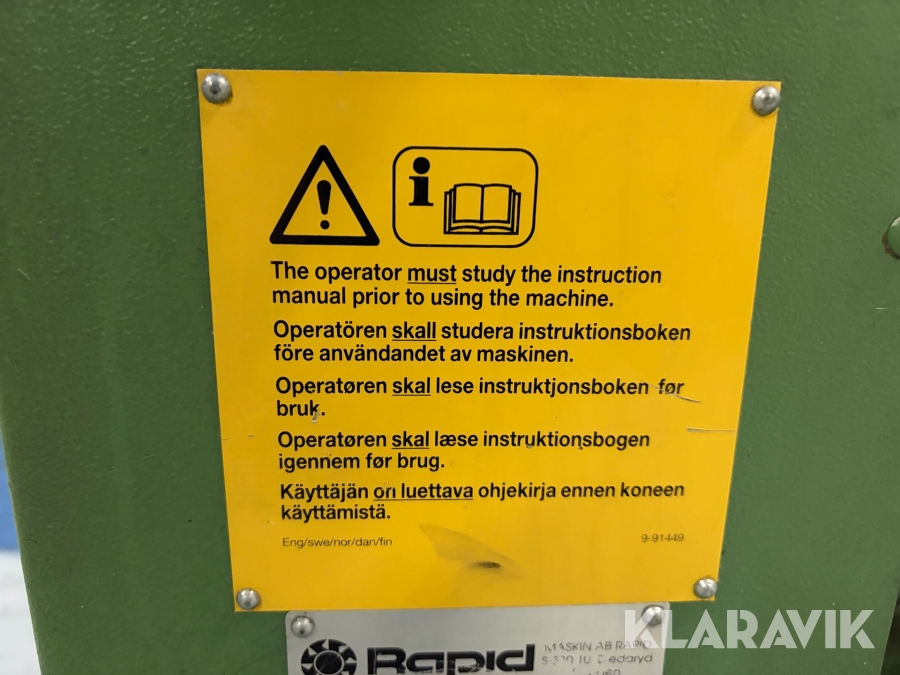 The operator must study the instruction
manual prior to using the machine.
Operatören skall studera instruktionsboken
före användandet av maskinen.
Operatøren skal lese instruktjonsboken før
bruk.
Operatøren skal læse instruktionsbogen
igennem før brug.
Käyttäjän on luettava ohjekirja ennen koneen
käyttämistä.
Eng/swe/nor/dan/fin 9-91449
KLARAVIK
Rapid MASKIN AB RAPID